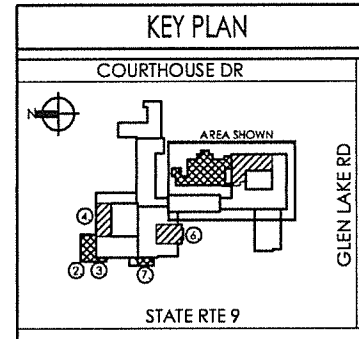 KEY PLAN
COURTHOUSE DR
N
AREA SHOWN
GLEN LAKE RD
4
6
2
3
7
STATE RTE 9